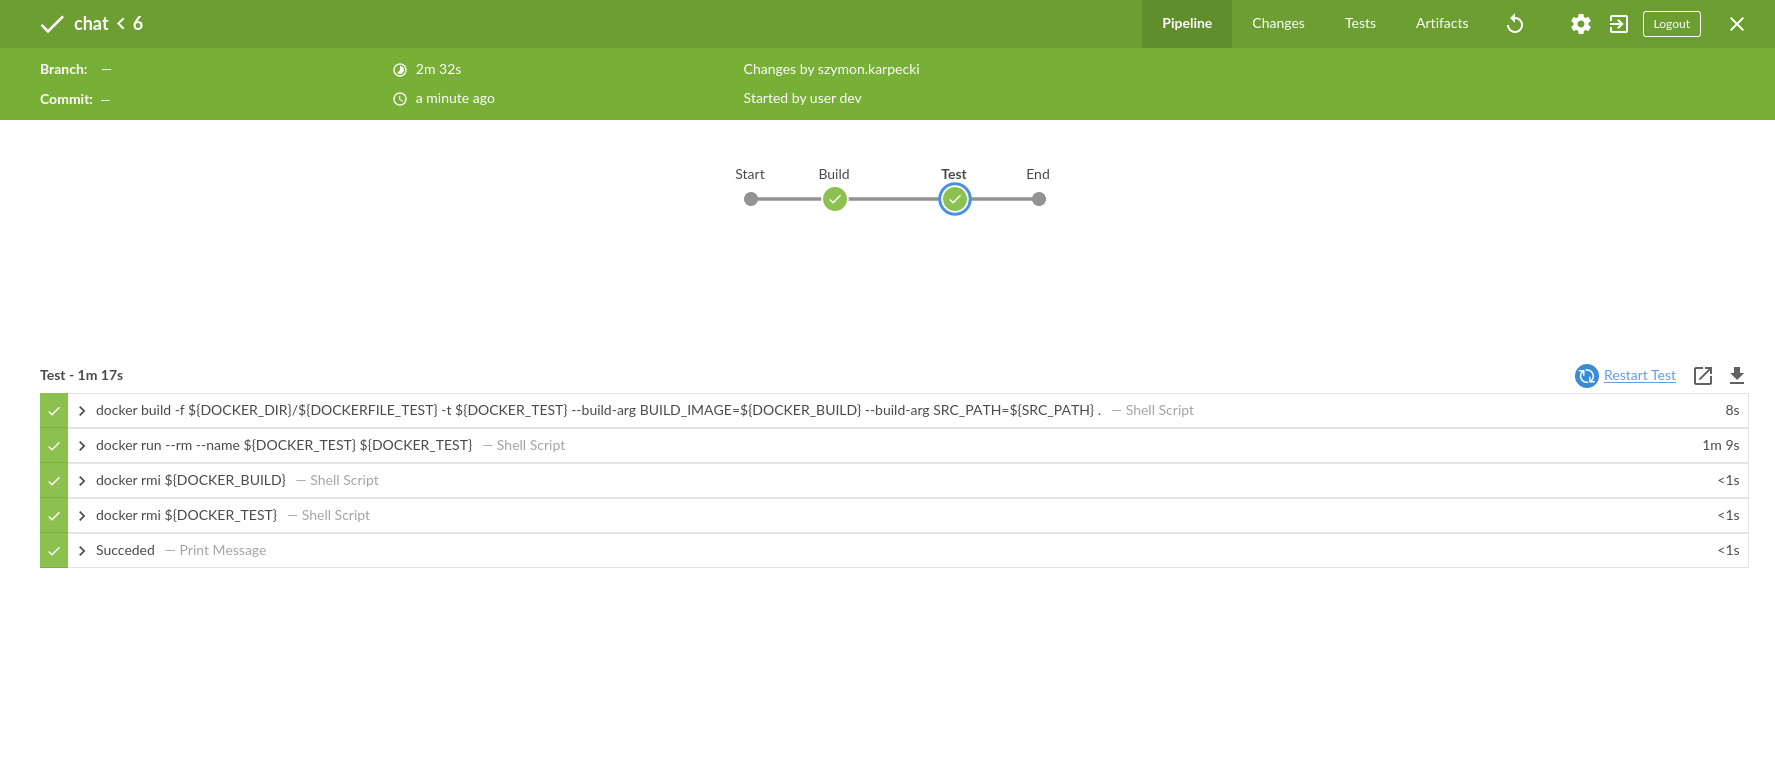 chat < 6
Pipeline Changes Tests Artifacts Logout
Branch: — 2m 32s Changes by szymon.karpecki
Commit: — a minute ago Started by user dev
Start Build Test End
Test - 1m 17s Restart Test
docker build -f ${DOCKER_DIR}/${DOCKERFILE_TEST} -t ${DOCKER_TEST} --build-arg BUILD_IMAGE=${DOCKER_BUILD} --build-arg SRC_PATH=${SRC_PATH} . — Shell Script 8s
docker run --rm --name ${DOCKER_TEST} ${DOCKER_TEST} — Shell Script 1m 9s
docker rmi ${DOCKER_BUILD} — Shell Script <1s
docker rmi ${DOCKER_TEST} — Shell Script <1s
Succeded — Print Message <1s